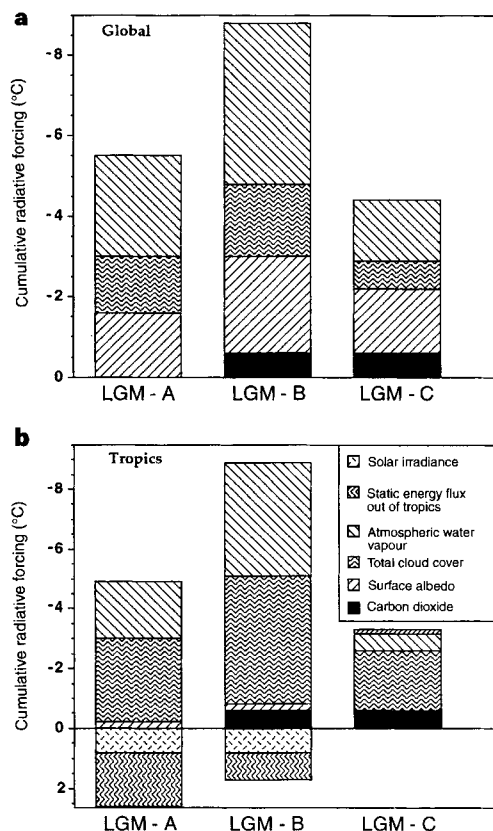 a
Global
Cumulative radiative forcing (°C)
-8
-6
-4
-2
0
LGM - A LGM - B LGM - C
b
Tropics
Cumulative radiative forcing (°C)
-8
-6
-4
-2
0
2
Solar irradiance
Static energy flux
out of tropics
Atmospheric water
vapour
Total cloud cover
Surface albedo
Carbon dioxide
LGM - A LGM - B LGM - C